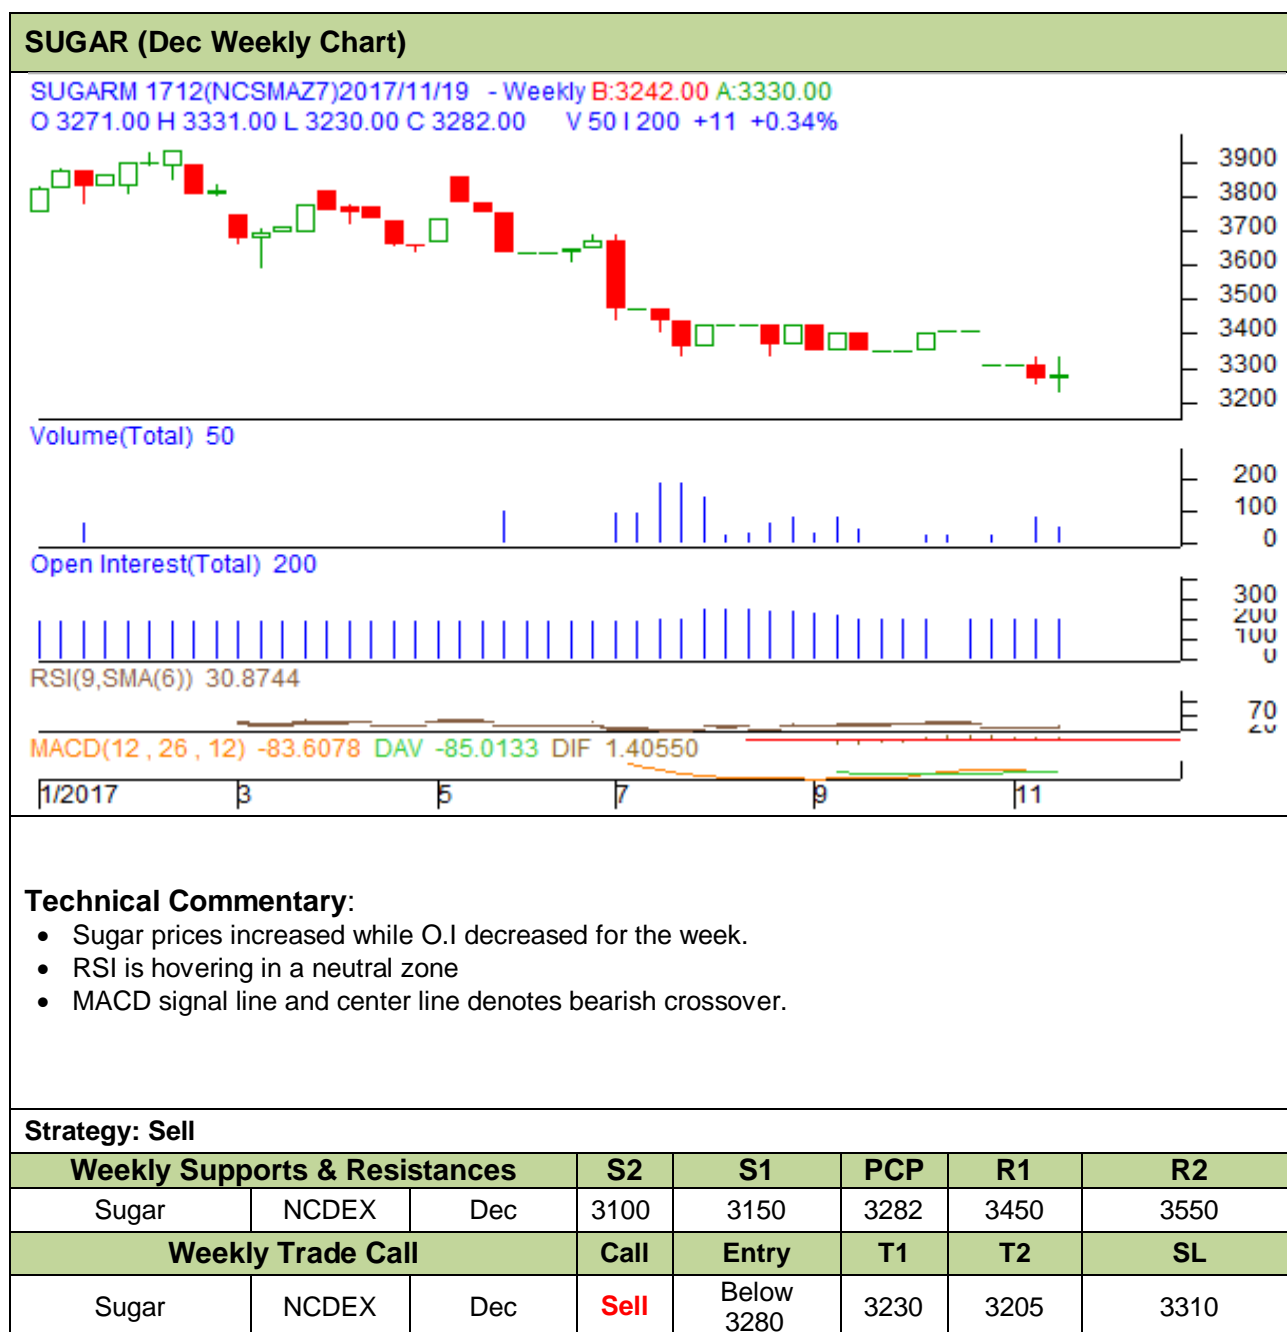 SUGAR (Dec Weekly Chart)
SUGARM 1712(NCSMAZ7)2017/11/19 - Weekly B:3242.00 A:3330.00
O 3271.00 H 3331.00 L 3230.00 C 3282.00 V 50 I 200 +11 +0.34%
3900
3800
3700
3600
3500
3400
3300
3200
Volume(Total) 50
200
100
0
Open Interest(Total) 200
300
200
100
0
RSI(9,SMA(6)) 30.8744
70
20
MACD(12 , 26 , 12) -83.6078 DAV -85.0133 DIF 1.40550
1/2017 3 5 7 9 11
Technical Commentary:
• Sugar prices increased while O.I decreased for the week.
• RSI is hovering in a neutral zone
• MACD signal line and center line denotes bearish crossover.
Strategy: Sell
Weekly Supports & Resistances S2 S1 PCP R1 R2
Sugar NCDEX Dec 3100 3150 3282 3450 3550
Weekly Trade Call Call Entry T1 T2 SL
Sugar NCDEX Dec Sell Below 3280 3230 3205 3310